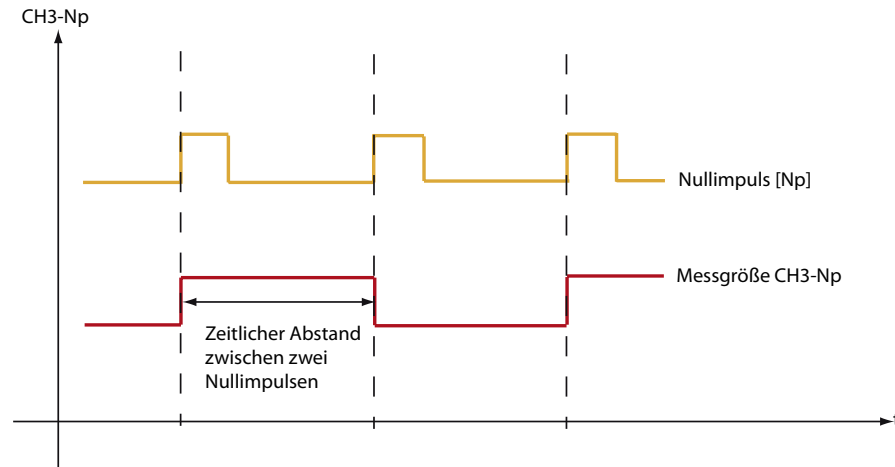 CH3-Np
Nullimpuls [Np]
Messgröße CH3-Np
Zeitlicher Abstand
zwischen zwei
Nullimpulsen
t